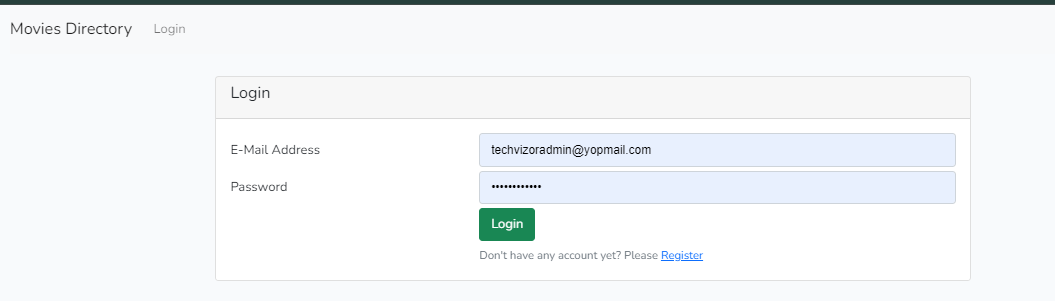 Movies Directory Login
Login
E-Mail Address techvizoradmin@yopmail.com
Password ••••••••••••
Login
Don't have any account yet? Please Register